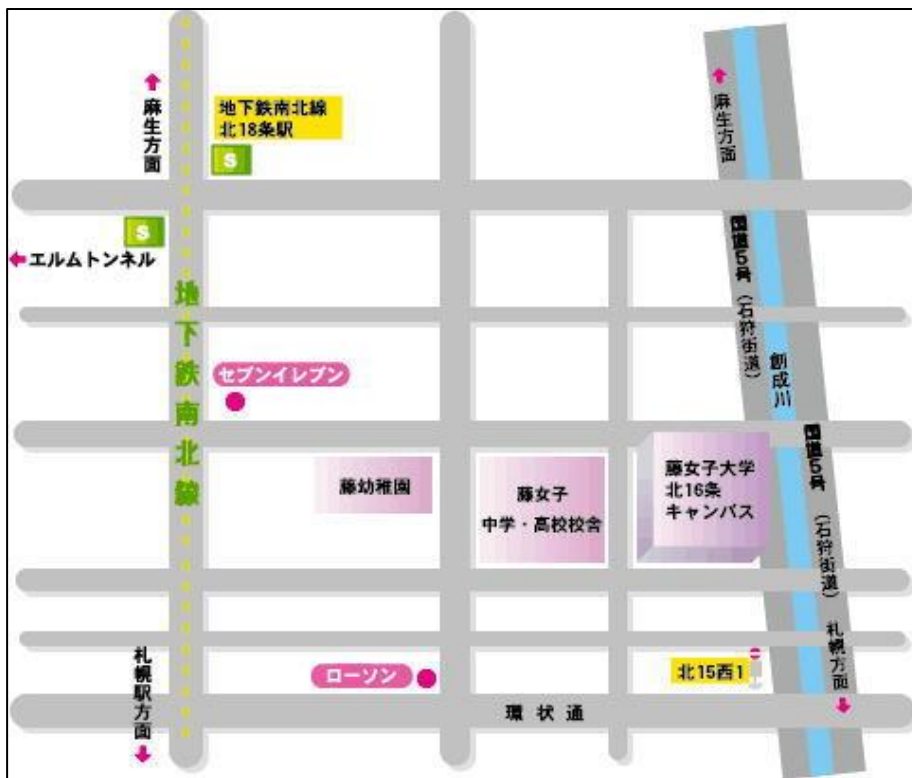 麻生方面
地下鉄南北線
北18条駅
S
麻生方面
S
エルムトンネル
国道5号(石狩街道)
地下鉄南北線
セブンイレブン
創成川
藤幼稚園
藤女子
中学・高校校舎
藤女子大学
北16条
キャンバス
国道5号(石狩街道)
札幌駅方面
ローソン
北15西1
札幌方面
環状通